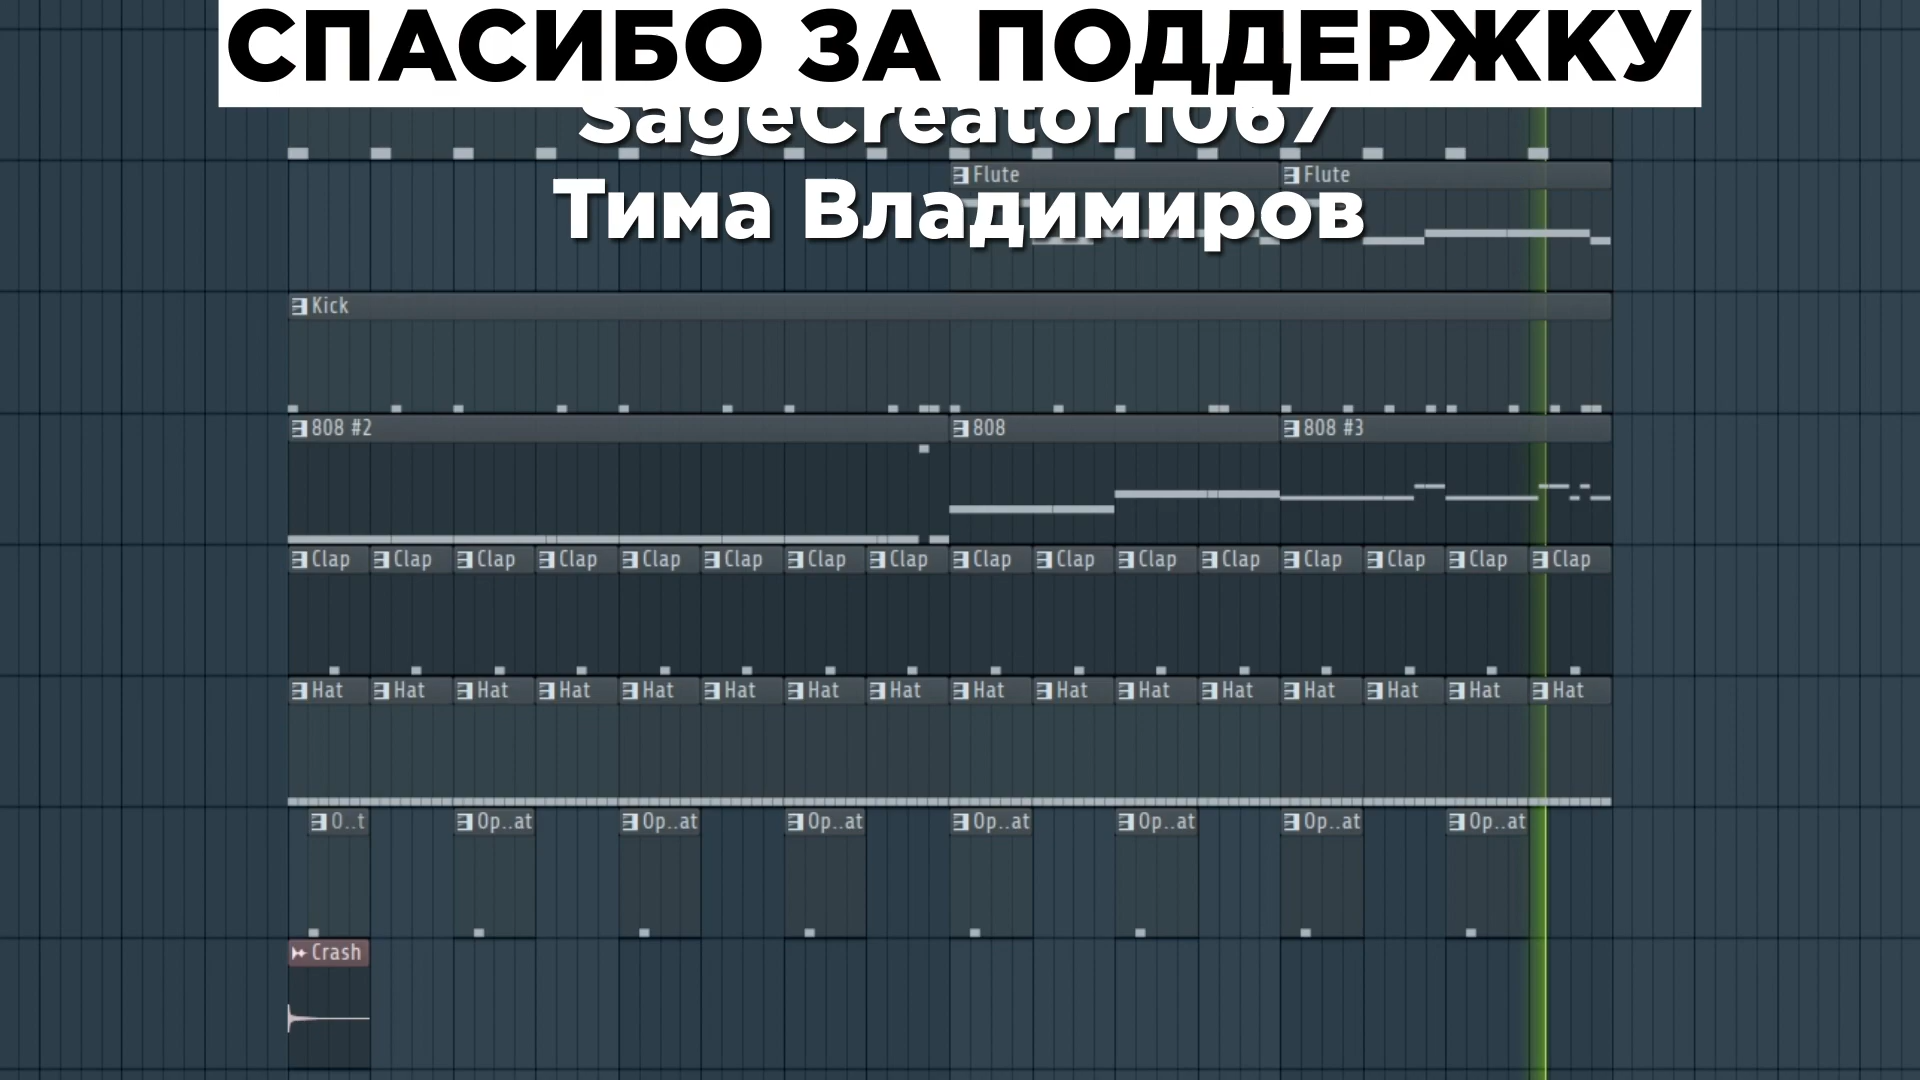 СПАСИБО ЗА ПОДДЕРЖКУ
SageCreator1067
Тима Владимиров
Flute Flute
Kick
808 #2 808 808 #3
Clap Clap Clap Clap Clap Clap Clap Clap Clap Clap Clap Clap Clap Clap Clap Clap
Hat Hat Hat Hat Hat Hat Hat Hat Hat Hat Hat Hat Hat Hat Hat Hat
O..t Op..at Op..at Op..at Op..at Op..at Op..at Op..at
Crash